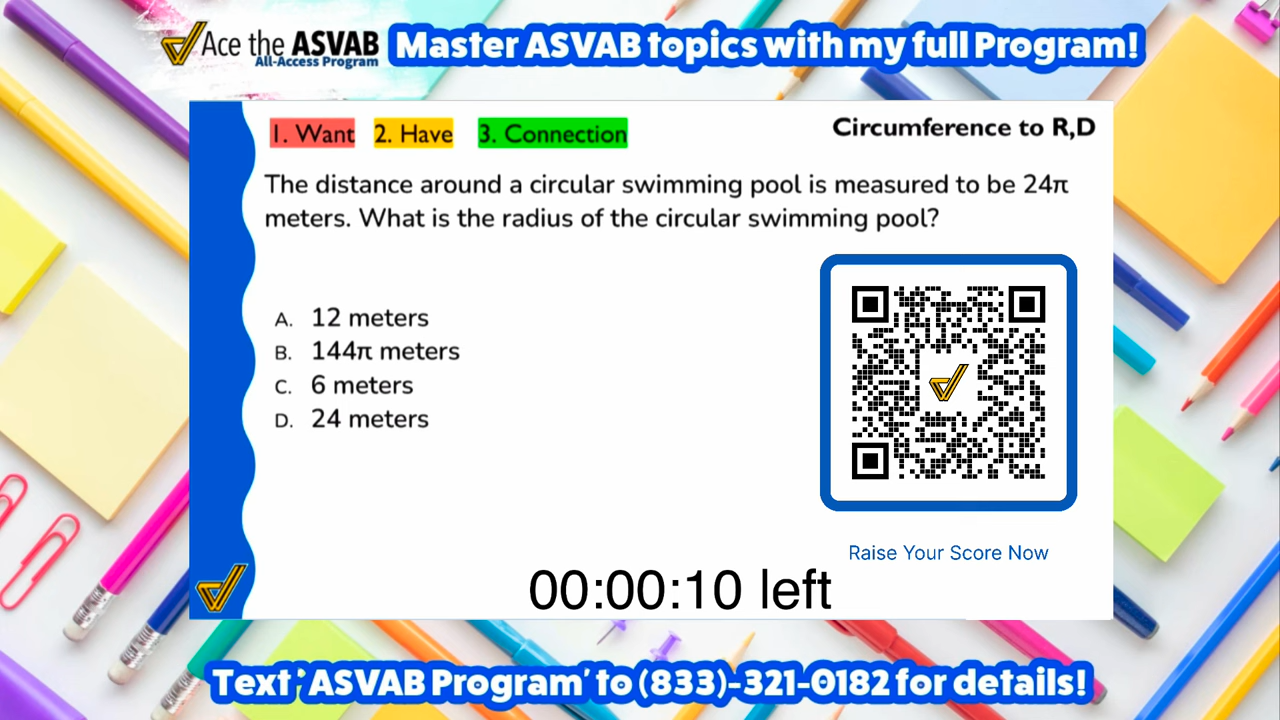 Ace the ASVAB
All-Access Program
Master ASVAB topics with my full Program!
1. Want 2. Have 3. Connection
Circumference to R,D
The distance around a circular swimming pool is measured to be 24π
meters. What is the radius of the circular swimming pool?
A. 12 meters
B. 144π meters
C. 6 meters
D. 24 meters
Raise Your Score Now
00:00:10 left
Text 'ASVAB Program' to (833)-321-0182 for details!